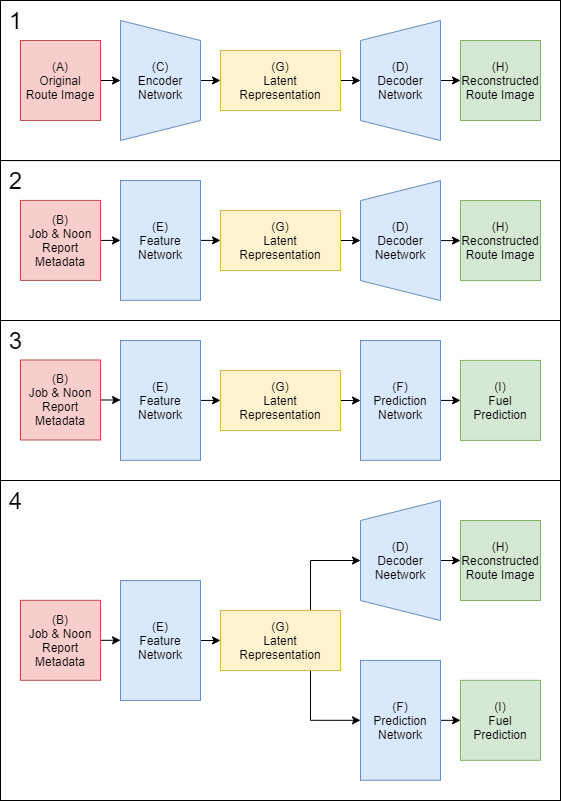 1
(A)
Original
Route Image
(C)
Encoder
Network
(G)
Latent
Representation
(D)
Decoder
Network
(H)
Reconstructed
Route Image
2
(B)
Job & Noon
Report
Metadata
(E)
Feature
Network
(G)
Latent
Representation
(D)
Decoder
Neetwork
(H)
Reconstructed
Route Image
3
(B)
Job & Noon
Report
Metadata
(E)
Feature
Network
(G)
Latent
Representation
(F)
Prediction
Network
(I)
Fuel
Prediction
4
(B)
Job & Noon
Report
Metadata
(E)
Feature
Network
(G)
Latent
Representation
(D)
Decoder
Neetwork
(H)
Reconstructed
Route Image
(F)
Prediction
Network
(I)
Fuel
Prediction